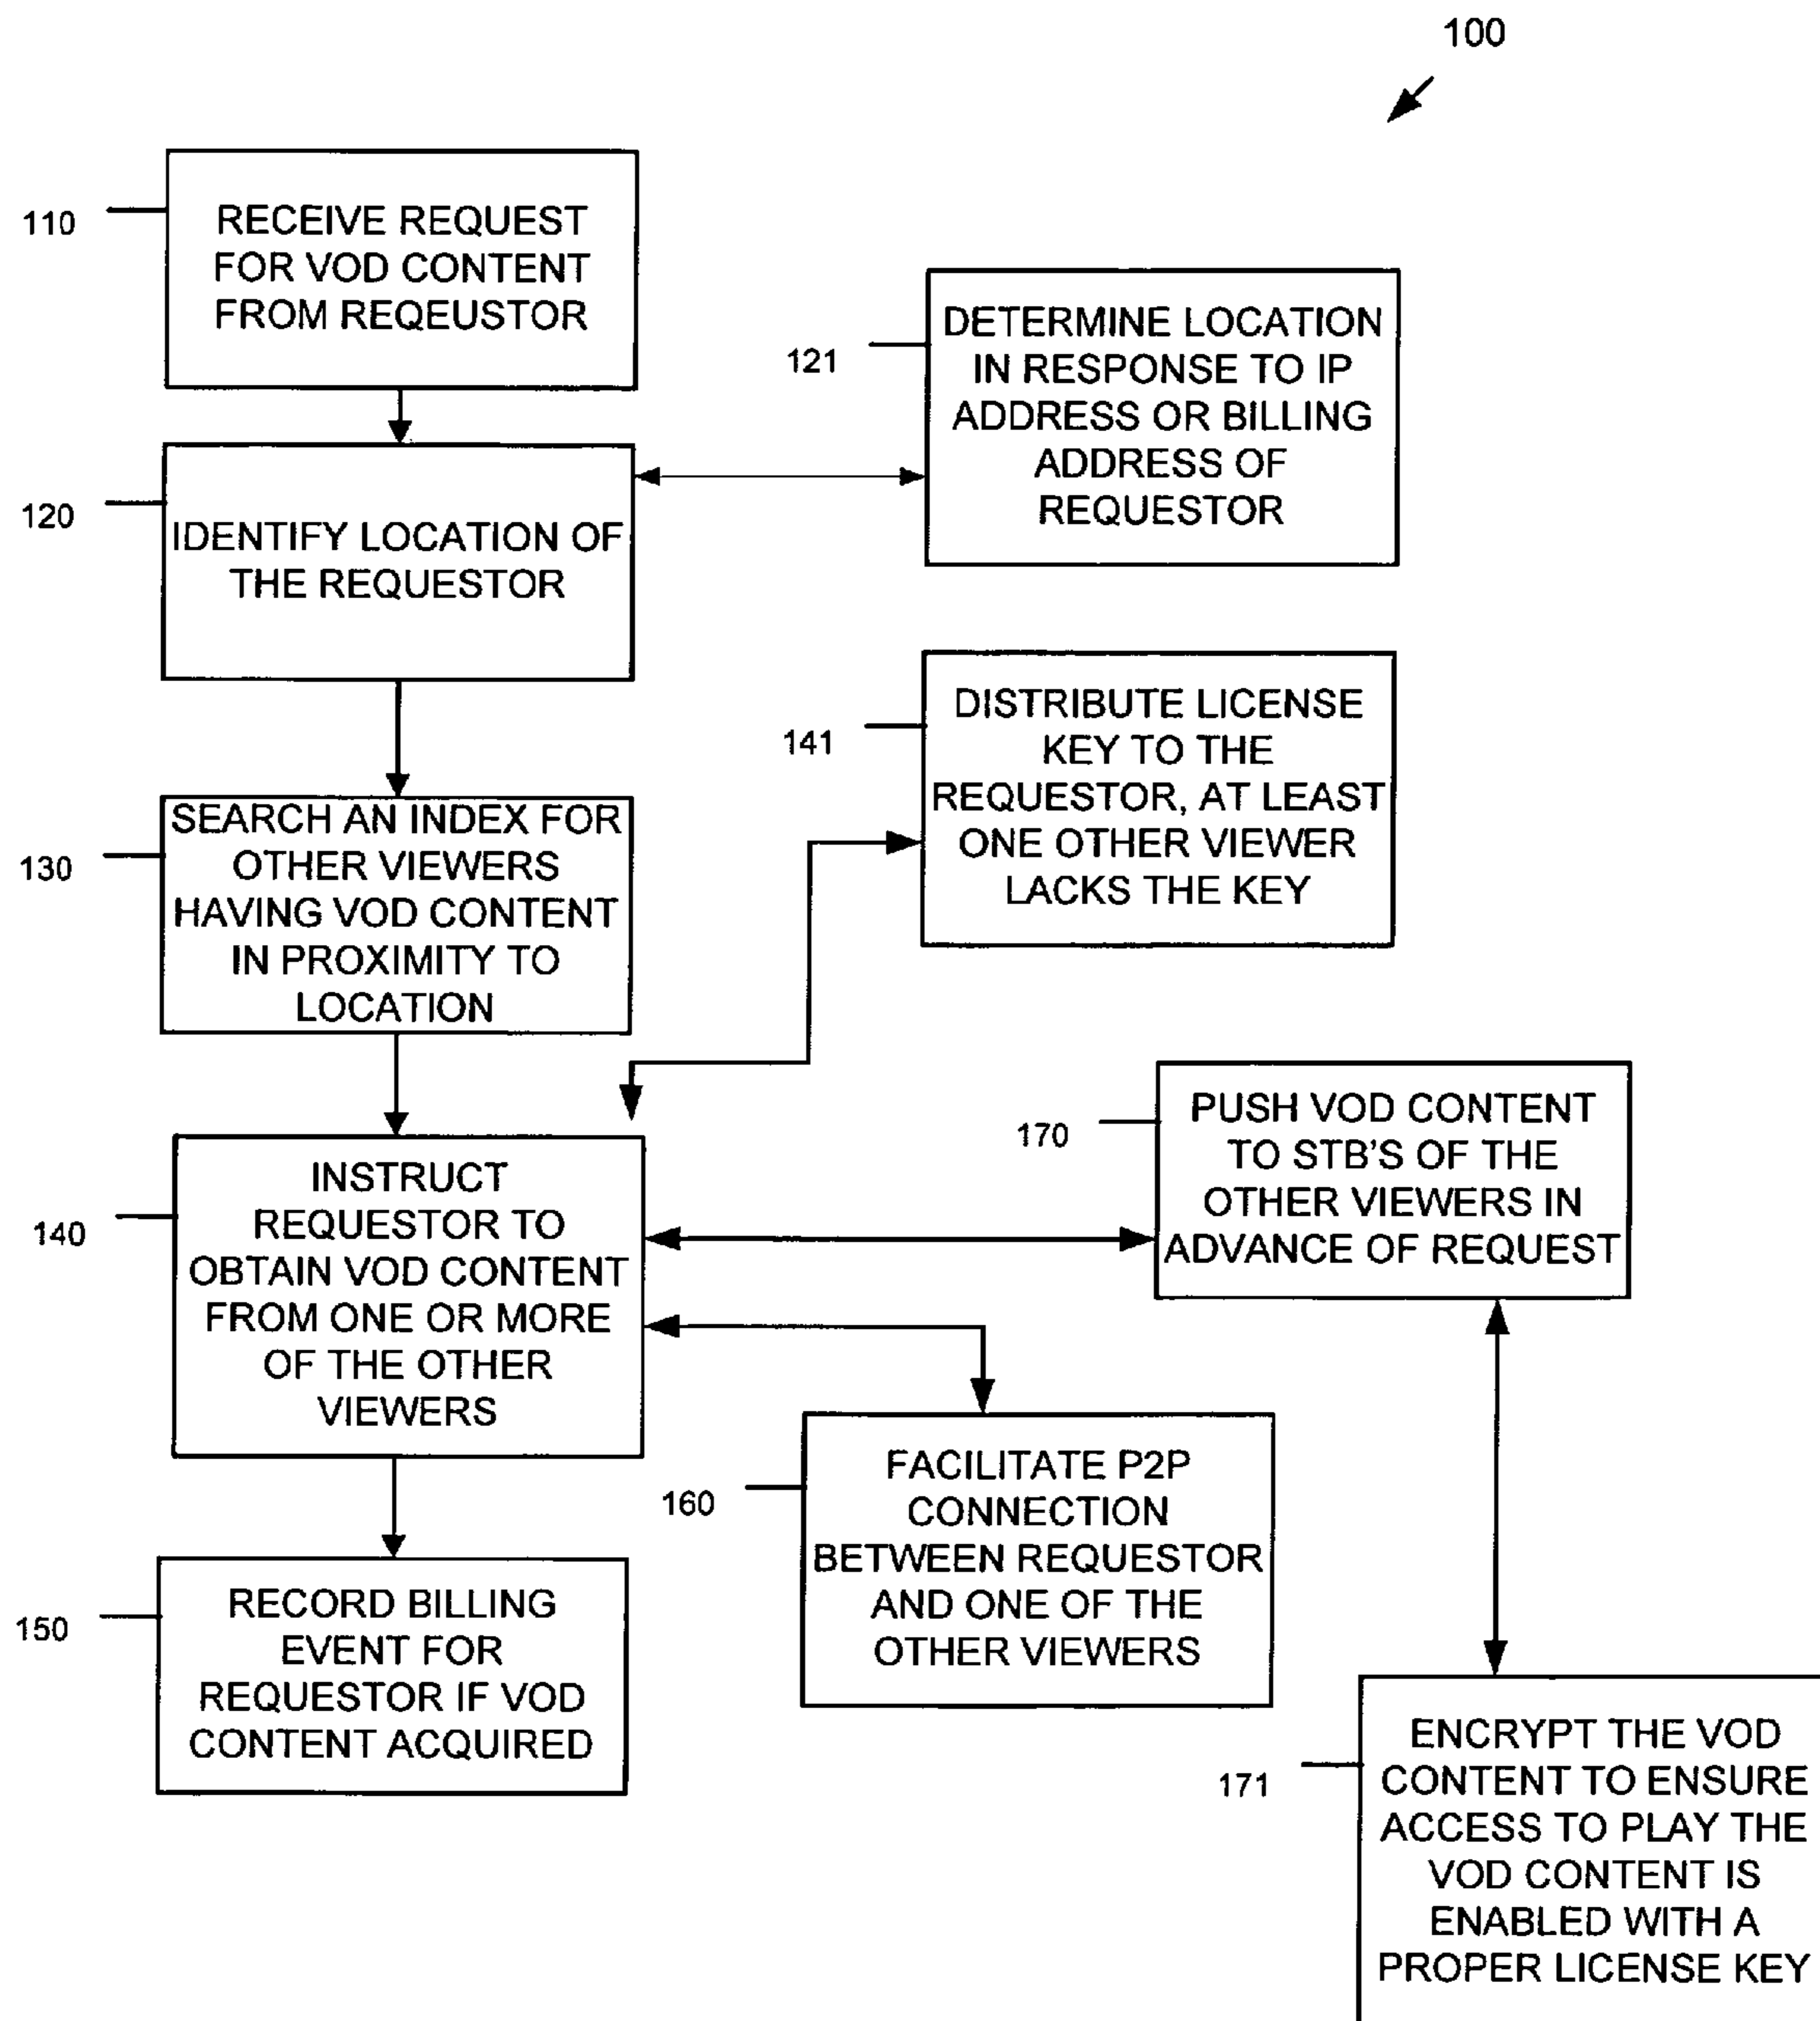 100
110
RECEIVE REQUEST
FOR VOD CONTENT
FROM REQEUSTOR
121
DETERMINE LOCATION
IN RESPONSE TO IP
ADDRESS OR BILLING
ADDRESS OF
REQUESTOR
120
IDENTIFY LOCATION OF
THE REQUESTOR
141
DISTRIBUTE LICENSE
KEY TO THE
REQUESTOR, AT LEAST
ONE OTHER VIEWER
LACKS THE KEY
130
SEARCH AN INDEX FOR
OTHER VIEWERS
HAVING VOD CONTENT
IN PROXIMITY TO
LOCATION
170
PUSH VOD CONTENT
TO STB'S OF THE
OTHER VIEWERS IN
ADVANCE OF REQUEST
140
INSTRUCT
REQUESTOR TO
OBTAIN VOD CONTENT
FROM ONE OR MORE
OF THE OTHER
VIEWERS
160
FACILITATE P2P
CONNECTION
BETWEEN REQUESTOR
AND ONE OF THE
OTHER VIEWERS
150
RECORD BILLING
EVENT FOR
REQUESTOR IF VOD
CONTENT ACQUIRED
171
ENCRYPT THE VOD
CONTENT TO ENSURE
ACCESS TO PLAY THE
VOD CONTENT IS
ENABLED WITH A
PROPER LICENSE KEY